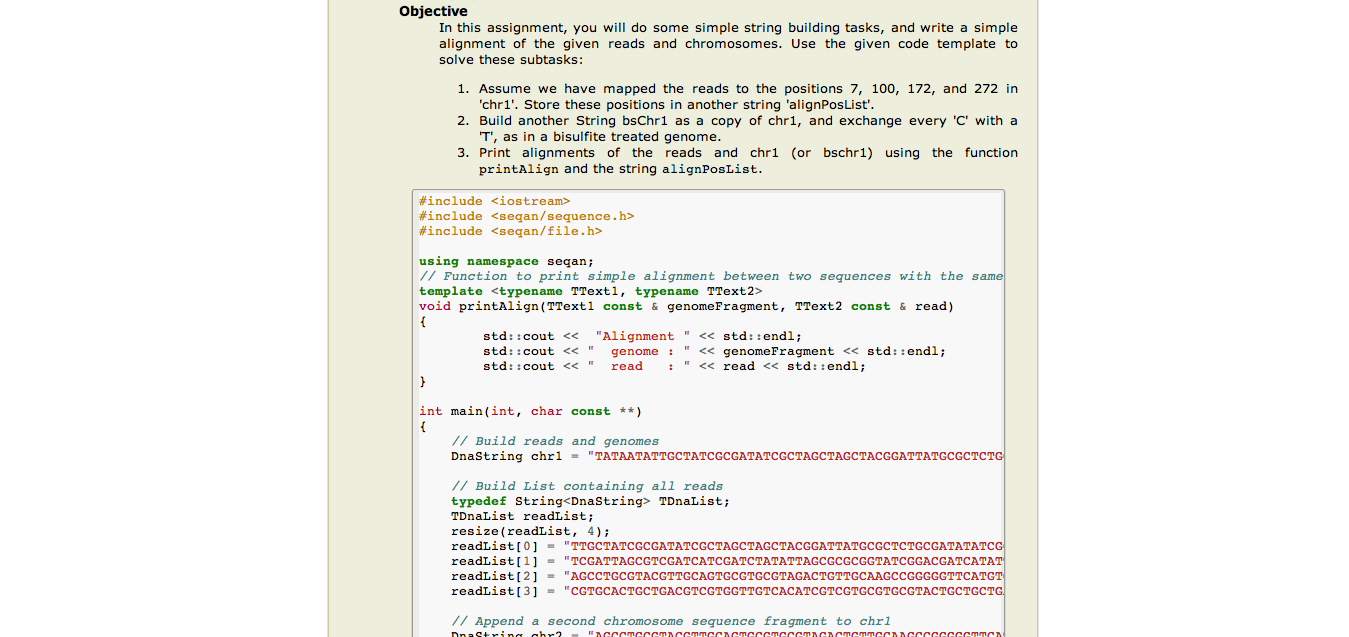 Objective
In this assignment, you will do some simple string building tasks, and write a simple
alignment of the given reads and chromosomes. Use the given code template to
solve these subtasks:
1. Assume we have mapped the reads to the positions 7, 100, 172, and 272 in
'chr1'. Store these positions in another string 'alignPosList'.
2. Build another String bsChr1 as a copy of chr1, and exchange every 'C' with a
'T', as in a bisulfite treated genome.
3. Print alignments of the reads and chr1 (or bschr1) using the function
printAlign and the string alignPosList.
#include <iostream>
#include <seqan/sequence.h>
#include <seqan/file.h>
using namespace seqan;
// Function to print simple alignment between two sequences with the same
template <typename TText1, typename TText2>
void printAlign(TText1 const & genomeFragment, TText2 const & read)
{
std::cout <<  "Alignment " << std::endl;
std::cout << "  genome : " << genomeFragment << std::endl;
std::cout << "  read   : " << read << std::endl;
}
int main(int, char const **)
{
// Build reads and genomes
DnaString chr1 = "TATAATATTGCTATCGCGATATCGCTAGCTAGCTACGGATTATGCGCTCTG
// Build List containing all reads
typedef String<DnaString> TDnaList;
TDnaList readList;
resize(readList, 4);
readList[0] = "TTGCTATCGCGATATCGCTAGCTAGCTACGGATTATGCGCTCTGCGATATATCG
readList[1] = "TCGATTAGCGTCGATCATCGATCTATATTAGCGCGCGGTATCGGACGATCATAT
readList[2] = "AGCCTGCGTACGTTGCAGTGCGTGCGTAGACTGTTGCAAGCCGGGGGTTCATGT
readList[3] = "CGTGCACTGCTGACGTCGTGGTTGTCACATCGTCGTGCGTGCGTACTGCTGCTG
// Append a second chromosome sequence fragment to chr1
DnaString chr2 = "AGCCTGCGTACGTTGCAGTGCGTGCGTAGACTGTTGCAAGCCGGGGGTTCA